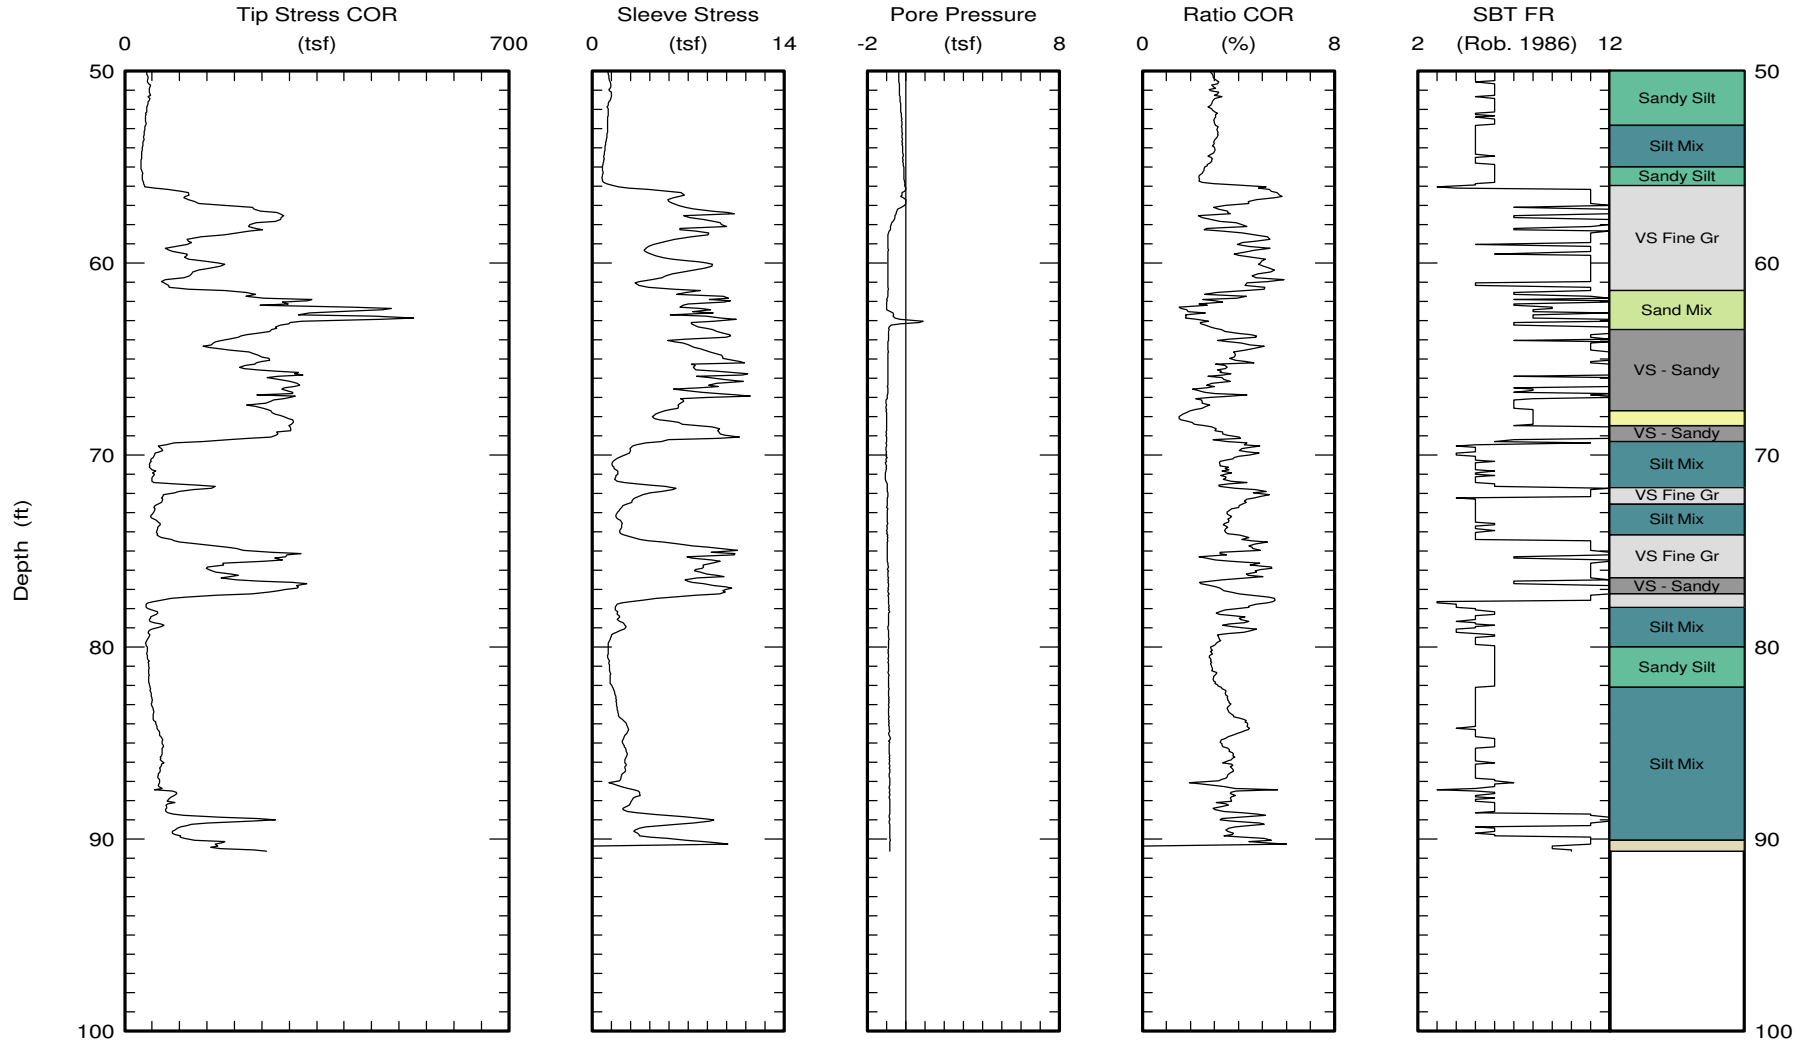 Tip Stress COR Sleeve Stress Pore Pressure Ratio COR SBT FR
0 (tsf) 700 0 (tsf) 14 -2 (tsf) 8 0 (%) 8 2 (Rob. 1986) 12
50 50
Sandy Silt
Silt Mix
Sandy Silt
VS Fine Gr
60 60
Sand Mix
VS - Sandy
VS - Sandy
70 70
Silt Mix
VS Fine Gr
Silt Mix
Depth (ft)
VS Fine Gr
VS - Sandy
Silt Mix
80 80
Sandy Silt
Silt Mix
90 90
100 100